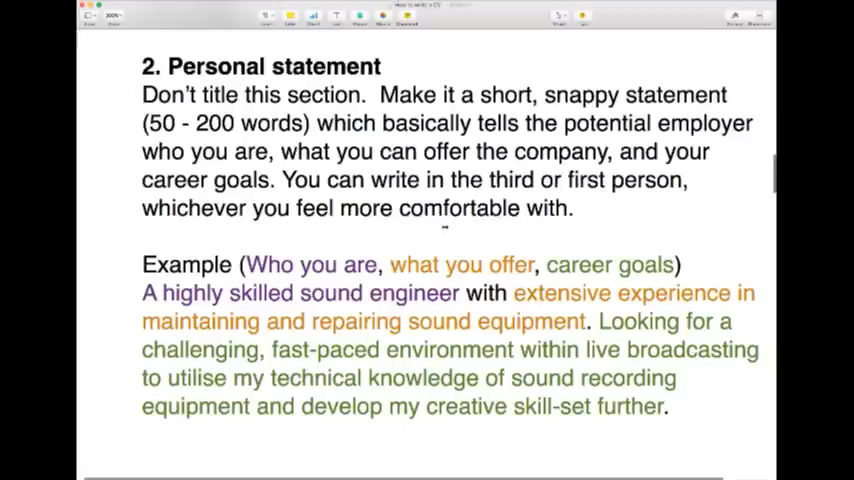 How to write a CV
200%
2. Personal statement
Don't title this section.  Make it a short, snappy statement
(50 - 200 words) which basically tells the potential employer
who you are, what you can offer the company, and your
career goals. You can write in the third or first person,
whichever you feel more comfortable with.
Example (Who you are, what you offer, career goals)
A highly skilled sound engineer with extensive experience in
maintaining and repairing sound equipment. Looking for a
challenging, fast-paced environment within live broadcasting
to utilise my technical knowledge of sound recording
equipment and develop my creative skill-set further.